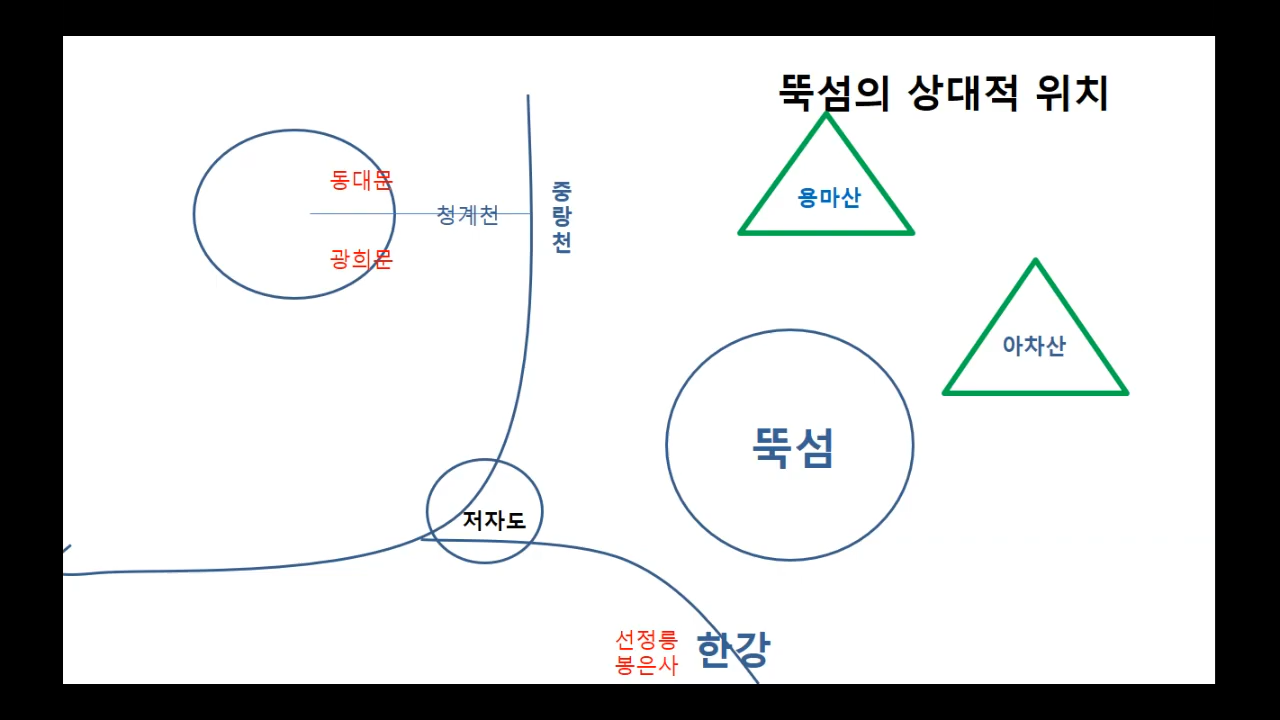 뚝섬의 상대적 위치
동대문
청계천
광희문
중
랑
천
용마산
아차산
뚝섬
저자도
선정릉
봉은사
한강